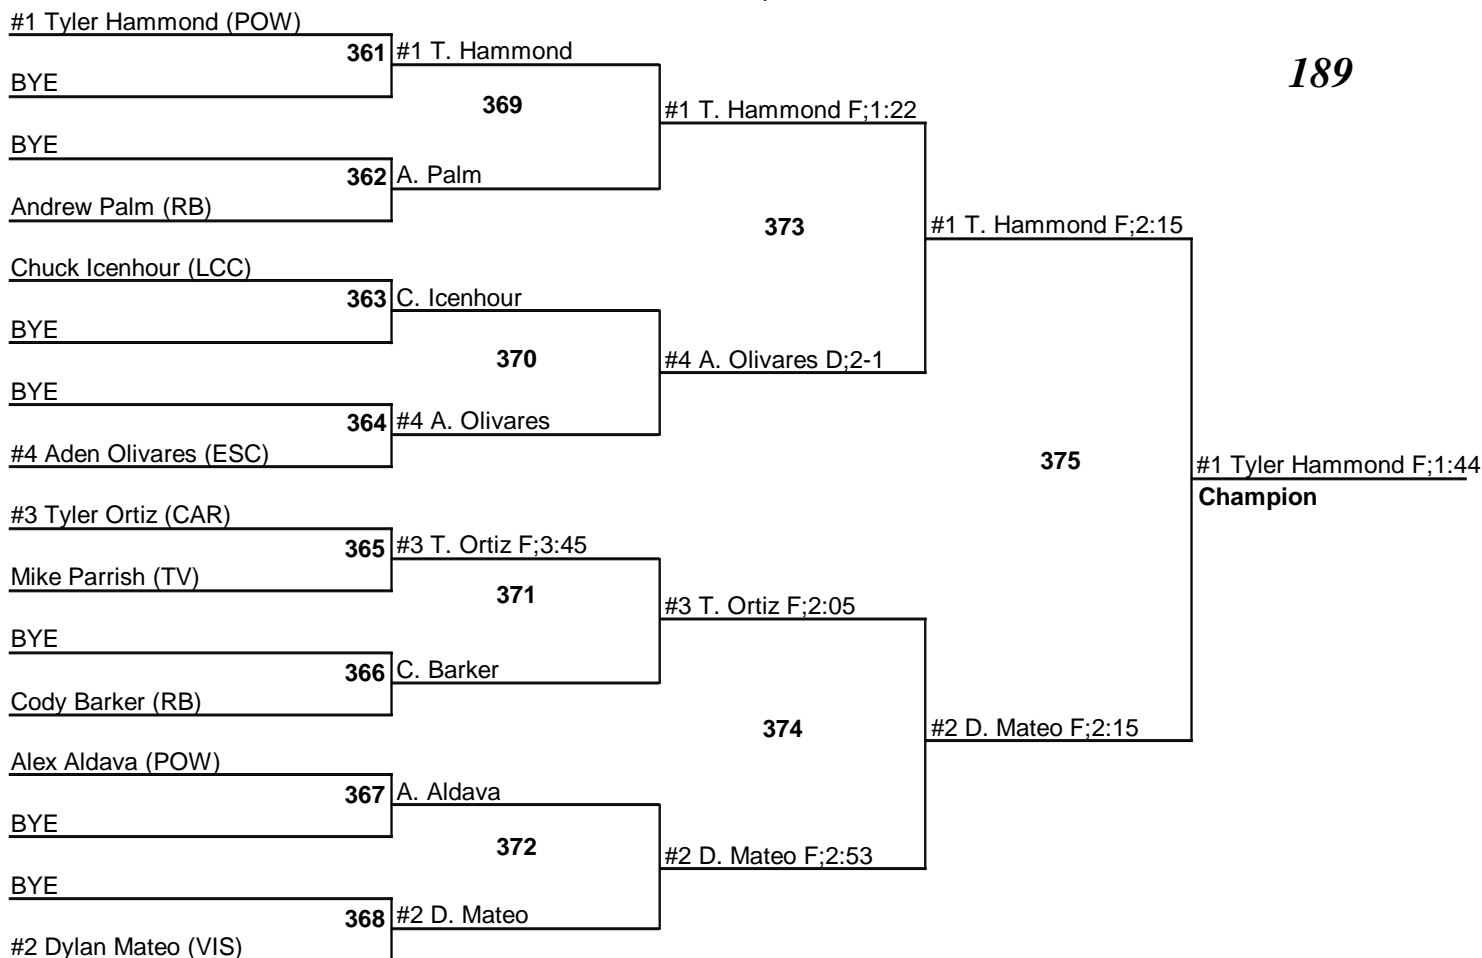 #1 Tyler Hammond (POW)
361 #1 T. Hammond
189
BYE
369
#1 T. Hammond F;1:22
BYE
362 A. Palm
Andrew Palm (RB)
373
#1 T. Hammond F;2:15
Chuck Icenhour (LCC)
363 C. Icenhour
BYE
370
#4 A. Olivares D;2-1
BYE
364 #4 A. Olivares
#4 Aden Olivares (ESC)
375
#1 Tyler Hammond F;1:44
Champion
#3 Tyler Ortiz (CAR)
365 #3 T. Ortiz F;3:45
Mike Parrish (TV)
371
#3 T. Ortiz F;2:05
BYE
366 C. Barker
Cody Barker (RB)
374
#2 D. Mateo F;2:15
Alex Aldava (POW)
367 A. Aldava
BYE
372
#2 D. Mateo F;2:53
BYE
368 #2 D. Mateo
#2 Dylan Mateo (VIS)